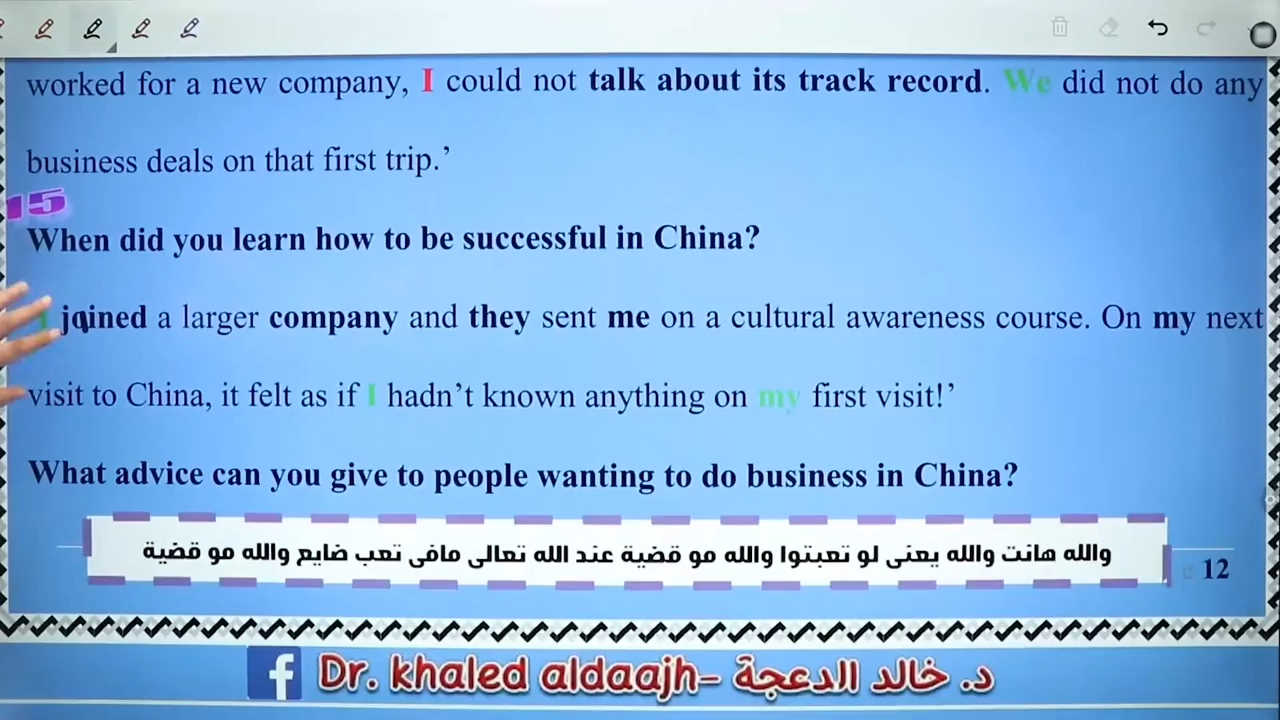 worked for a new company, I could not talk about its track record. We did not do any
business deals on that first trip.’
15
When did you learn how to be successful in China?
I joined a larger company and they sent me on a cultural awareness course. On my next
visit to China, it felt as if I hadn’t known anything on my first visit!’
What advice can you give to people wanting to do business in China?
والله هانت والله يعني لو تعبتوا والله مو قضية عند الله تعالى مافي تعب ضايع والله مو قضية
12
f Dr. khaled aldaajh- د. خالد الدعجة